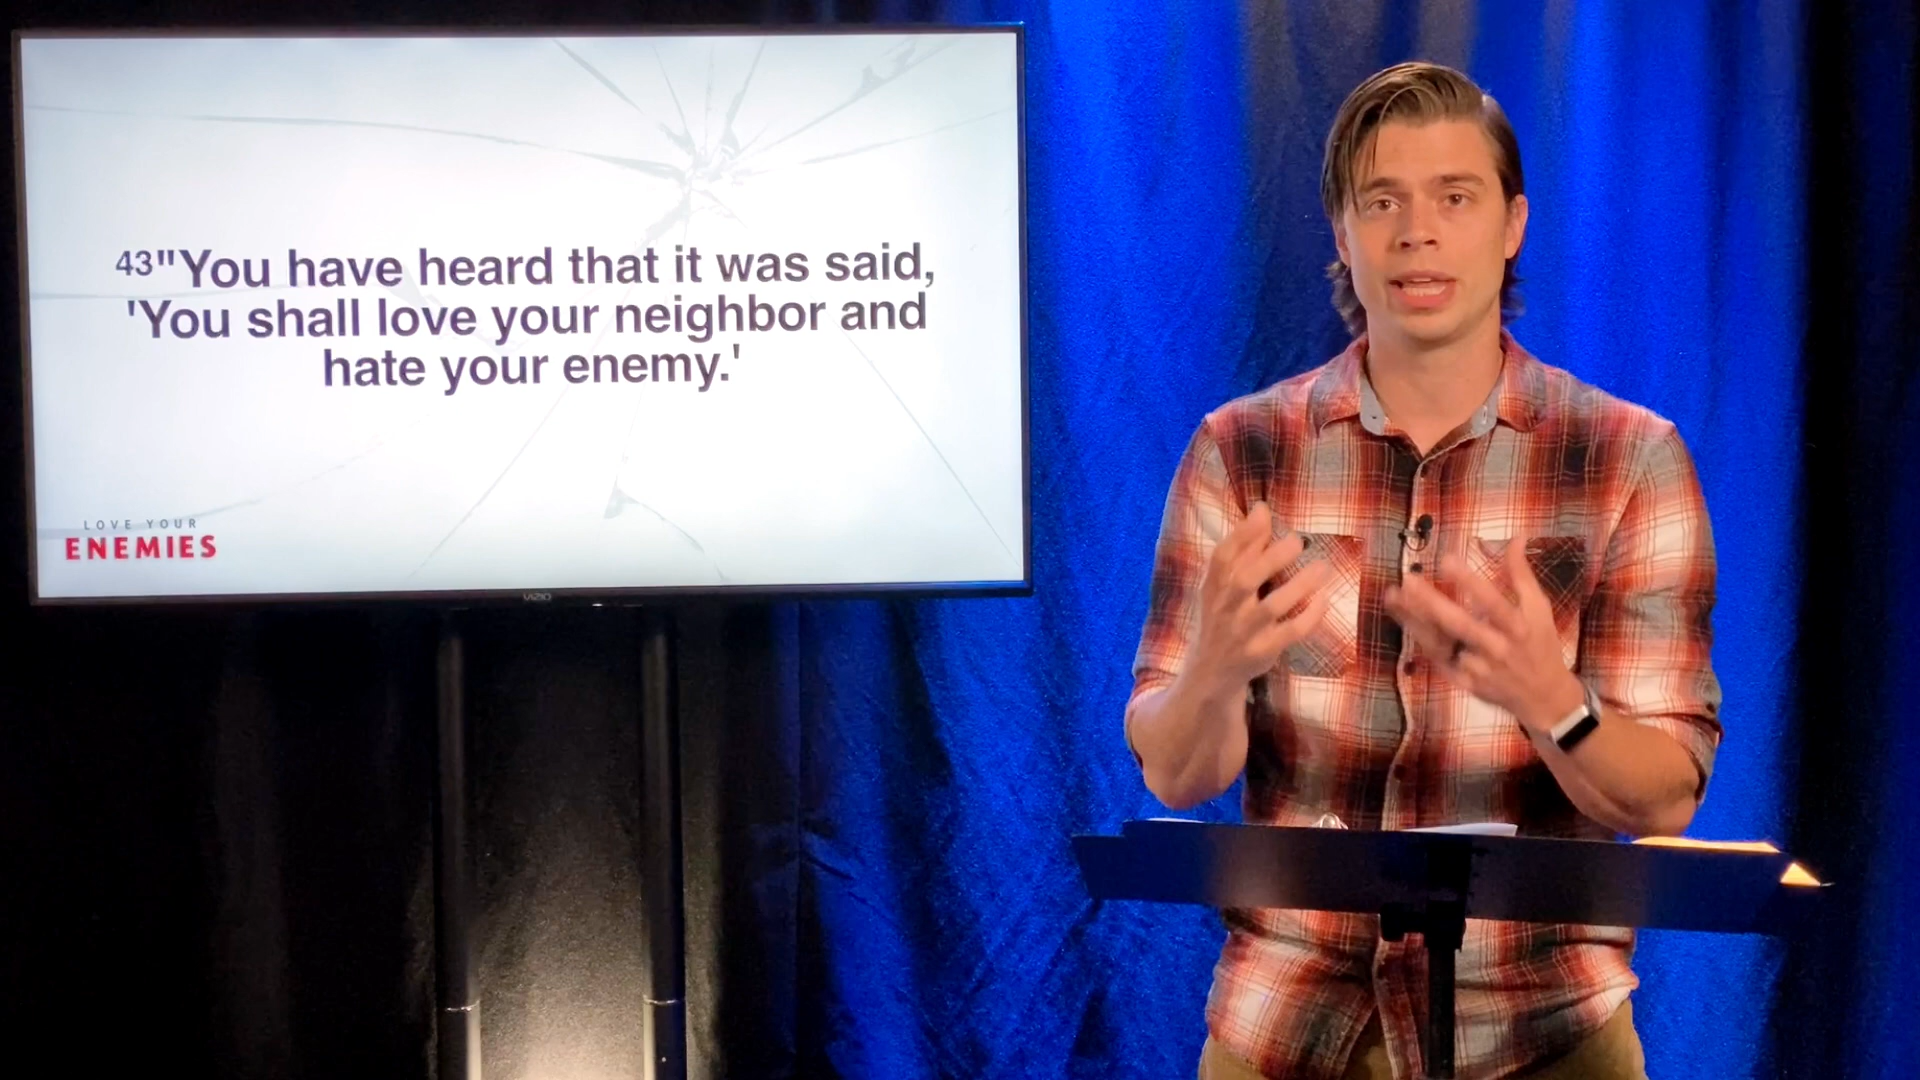 43"You have heard that it was said,
'You shall love your neighbor and
hate your enemy.'
LOVE YOUR
ENEMIES
VIZIO